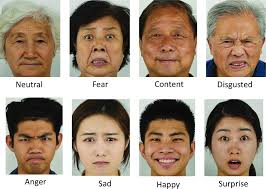 Neutral Fear Content Disgusted
Anger Sad Happy Surprise